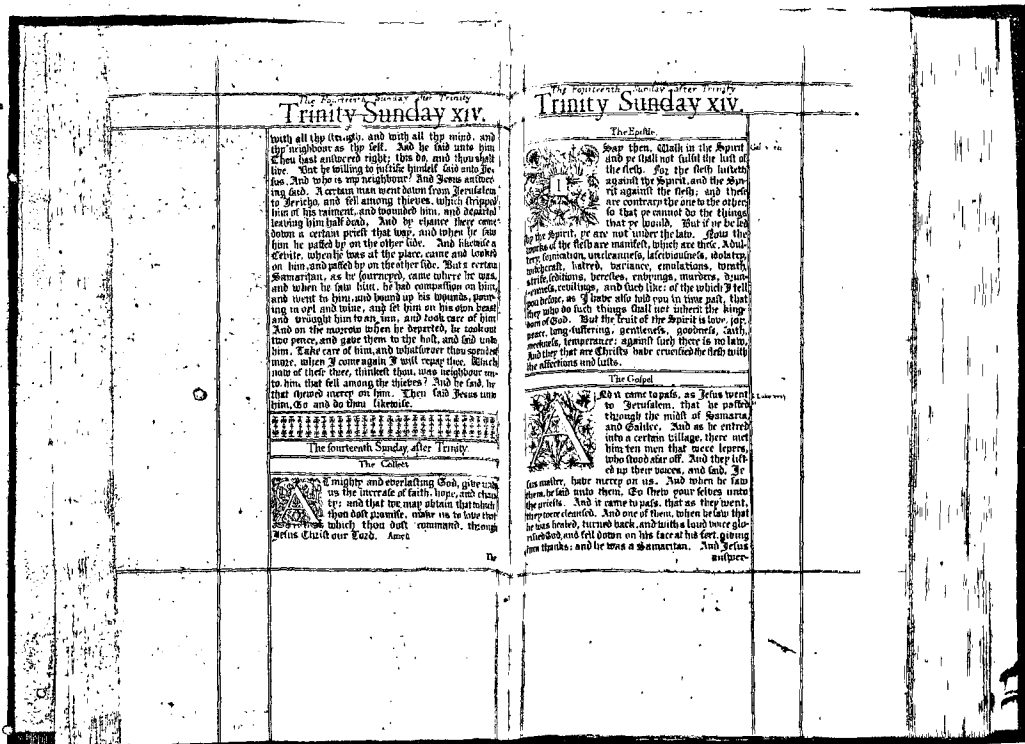 The Fourteenth Sunday after Trinity
Trinity Sunday xiv.
with all thy strength, and with all thy mind, and
thy neighbour as thy self. And he said unto him
Thou hast answered right; this do, and thou shalt
live. But he willing to justifie himself said unto Je-
sus, And who is my neighbour? And Jesus answer-
ing said. A certain man went down from Jerusalem
to Jericho, and fell among thieves, which stripped
him of his raiment, and wounded him, and departed
leaving him half dead. And by chance there came
down a certain priest that way, and when he saw
him he passed by on the other side. And likewise a
Levite, when he was at the place, came and looked
on him, and passed by on the other side. But a certain
Samaritan, as he journeyed, came where he was,
and when he saw him, he had compassion on him,
and went to him, and bound up his wounds, pour-
ing in oyl and wine, and set him on his own beast
and brought him to an inn, and took care of him
And on the morrow when he departed, he took out
two pence, and gave them to the host, and said unto
him, Take care of him, and whatsoever thou spendest
more, when I come again I will repay thee. Which
now of these three, thinkest thou, was neighbour un-
to him that fell among the thieves? And he said, he
that shewed mercy on him. Then said Jesus unto
him, Go and do thou likewise.
The fourteenth Sunday after Trinity.
The Collect
Almighty and everlasting God, give unto
us the increase of faith, hope, and chari
ty; and that we may obtain that which
thou dost promise, make us to love that
which thou dost command, through
Jesus Christ our Lord. Amen
The Fourteenth Sunday after Trinity
Trinity Sunday xiv.
The Epistle.
I Say then, Walk in the Spirit
and ye shall not fulfil the lust of
the flesh. For the flesh lusteth
against the Spirit, and the Spi-
rit against the flesh; and these
are contrary the one to the other,
so that ye cannot do the things
that ye would. But if ye be led
by the Spirit, ye are not under the law. Now the
works of the flesh are manifest, which are these, Adul-
tery, fornication, uncleanness, lasciviousness, idolatry,
witchcraft, hatred, variance, emulations, wrath,
strife, seditions, heresies, envyings, murders, drun-
kenness, revilings, and such like: of the which I tell
you before, as I have also told you in time past, that
they who do such things shall not inherit the king-
dom of God. But the fruit of the Spirit is love, joy,
peace, long-suffering, gentleness, goodness, faith,
meekness, temperance: against such there is no law.
And they that are Christs have crucified the flesh with
the affections and lusts.
The Gospel
And it came to pass, as Jesus went
to Jerusalem, that he passed
through the midst of Samaria,
and Galilee. And as he entred
into a certain village, there met
him ten men that were lepers,
who stood afar off. And they lift-
ed up their voices, and said, Je
sus master, have mercy on us. And when he saw
them, he said unto them, Go shew your selves unto
the priests. And it came to pass, that as they went,
they were cleansed. And one of them, when he saw that
he was healed, turned back, and with a loud voice glo-
rified God, and fell down on his face at his feet, giving
him thanks: and he was a Samaritan. And Jesus
answer-